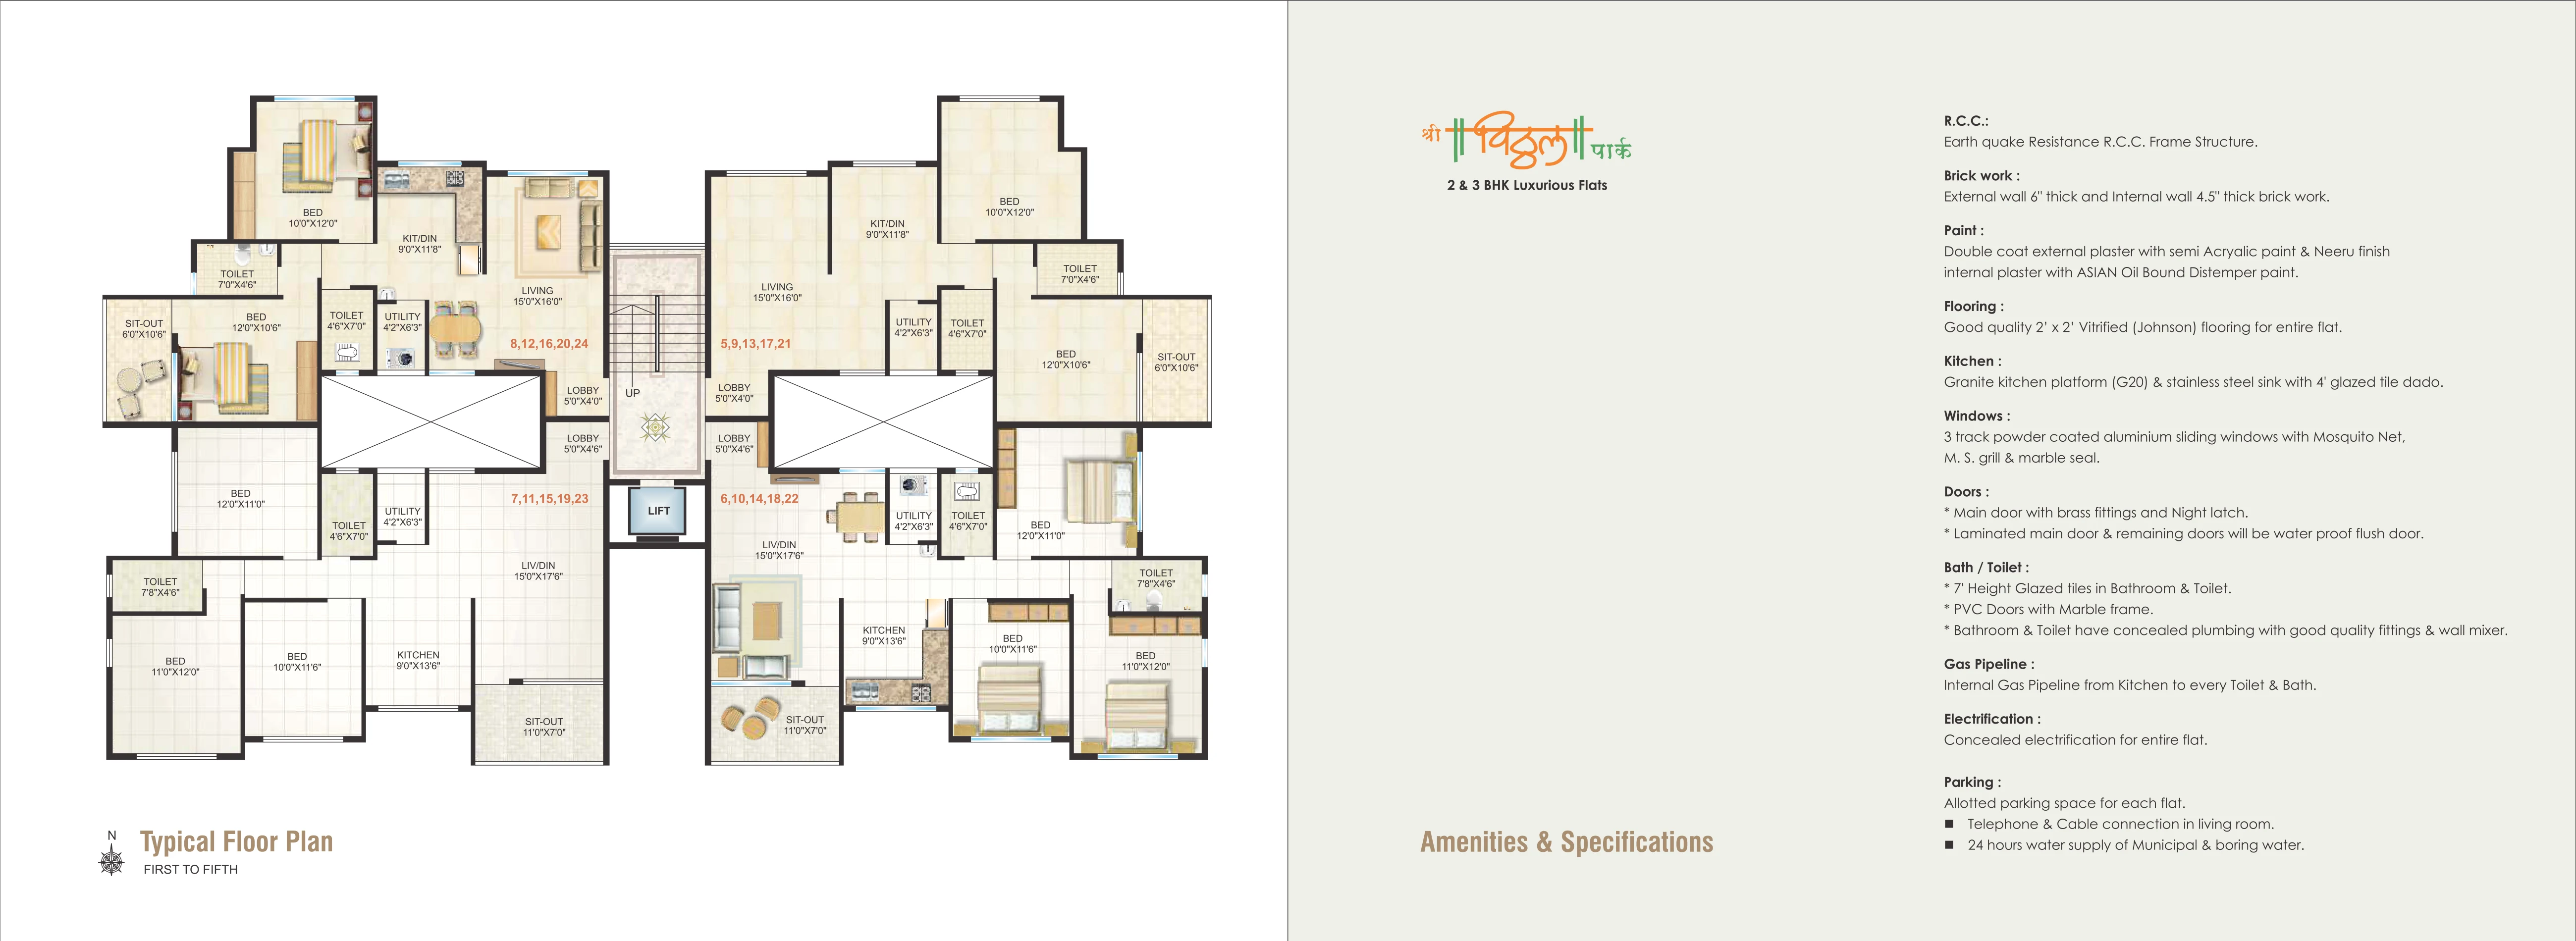 BED
10'0"X12'0"
KIT/DIN
9'0"X11'8"
TOILET
7'0"X4'6"
LIVING
15'0"X16'0"
SIT-OUT
6'0"X10'6"
BED
12'0"X10'6"
TOILET
4'6"X7'0"
UTILITY
4'2"X6'3"
8,12,16,20,24
LOBBY
5'0"X4'0"
UP
BED
10'0"X12'0"
KIT/DIN
9'0"X11'8"
TOILET
7'0"X4'6"
LIVING
15'0"X16'0"
UTILITY
4'2"X6'3"
TOILET
4'6"X7'0"
5,9,13,17,21
BED
12'0"X10'6"
SIT-OUT
6'0"X10'6"
LOBBY
5'0"X4'0"
LOBBY
5'0"X4'6"
BED
12'0"X11'0"
7,11,15,19,23
UTILITY
4'2"X6'3"
TOILET
4'6"X7'0"
LIV/DIN
15'0"X17'6"
TOILET
7'8"X4'6"
BED
11'0"X12'0"
BED
10'0"X11'6"
KITCHEN
9'0"X13'6"
SIT-OUT
11'0"X7'0"
LIFT
LOBBY
5'0"X4'6"
6,10,14,18,22
UTILITY
4'2"X6'3"
TOILET
4'6"X7'0"
BED
12'0"X11'0"
LIV/DIN
15'0"X17'6"
TOILET
7'8"X4'6"
KITCHEN
9'0"X13'6"
BED
10'0"X11'6"
BED
11'0"X12'0"
SIT-OUT
11'0"X7'0"
N
Typical Floor Plan
FIRST TO FIFTH
श्री ॥ विठ्ठल ॥ पार्क
2 & 3 BHK Luxurious Flats
Amenities & Specifications
R.C.C.:
Earth quake Resistance R.C.C. Frame Structure.
Brick work :
External wall 6" thick and Internal wall 4.5" thick brick work.
Paint :
Double coat external plaster with semi Acryalic paint & Neeru finish
internal plaster with ASIAN Oil Bound Distemper paint.
Flooring :
Good quality 2’ x 2’ Vitrified (Johnson) flooring for entire flat.
Kitchen :
Granite kitchen platform (G20) & stainless steel sink with 4' glazed tile dado.
Windows :
3 track powder coated aluminium sliding windows with Mosquito Net,
M. S. grill & marble seal.
Doors :
* Main door with brass fittings and Night latch.
* Laminated main door & remaining doors will be water proof flush door.
Bath / Toilet :
* 7' Height Glazed tiles in Bathroom & Toilet.
* PVC Doors with Marble frame.
* Bathroom & Toilet have concealed plumbing with good quality fittings & wall mixer.
Gas Pipeline :
Internal Gas Pipeline from Kitchen to every Toilet & Bath.
Electrification :
Concealed electrification for entire flat.
Parking :
Allotted parking space for each flat.
■ Telephone & Cable connection in living room.
■ 24 hours water supply of Municipal & boring water.